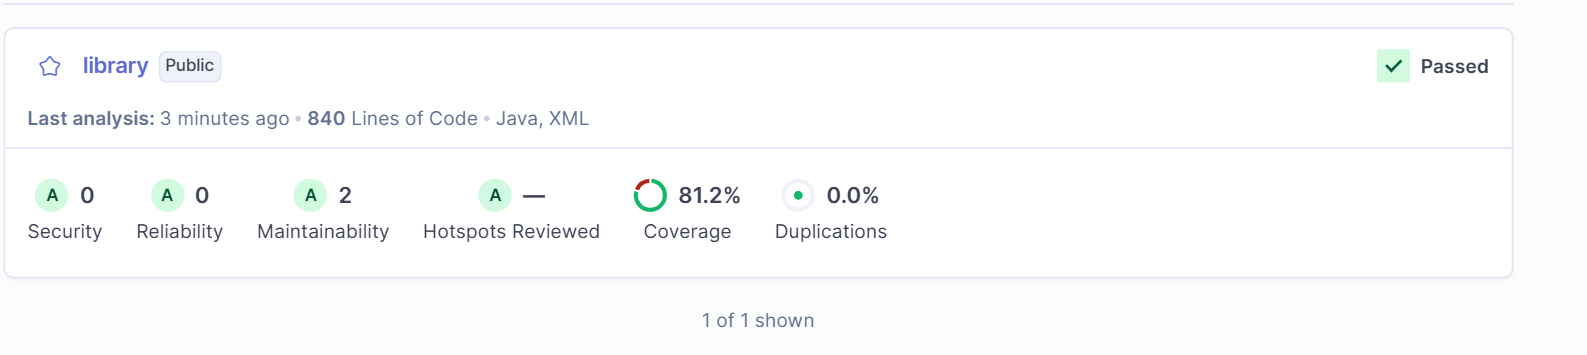 library Public Passed
Last analysis: 3 minutes ago • 840 Lines of Code • Java, XML
A 0 A 0 A 2 A — 81.2% 0.0%
Security Reliability Maintainability Hotspots Reviewed Coverage Duplications
1 of 1 shown